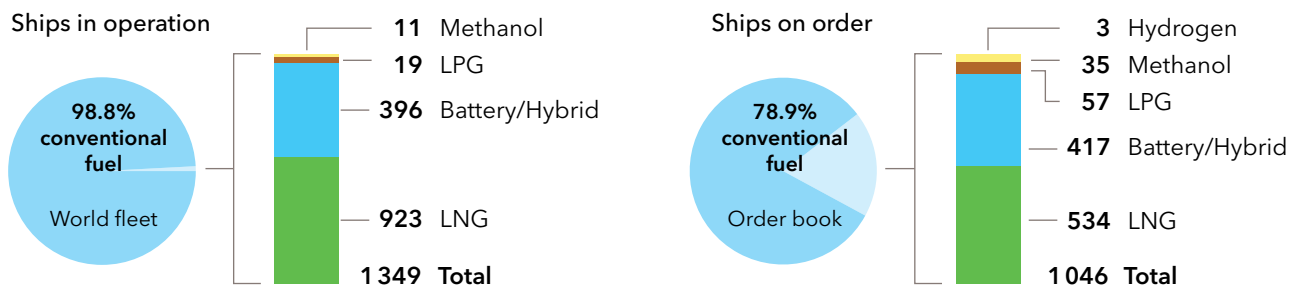 Ships in operation
11 Methanol
19 LPG
98.8%
conventional
fuel
396 Battery/Hybrid
World fleet
923 LNG
1 349 Total
Ships on order
3 Hydrogen
35 Methanol
57 LPG
78.9%
conventional
fuel
417 Battery/Hybrid
Order book
534 LNG
1 046 Total